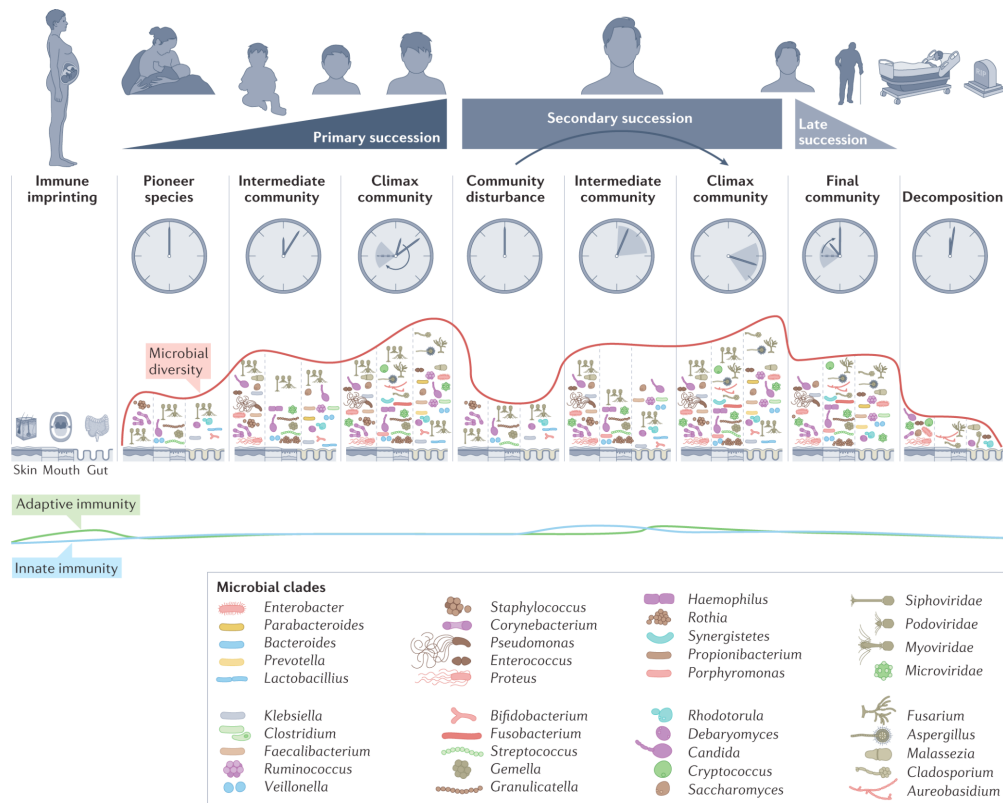 Primary succession
Secondary succession
Late
succession
RIP
Immune
imprinting
Pioneer
species
Intermediate
community
Climax
community
Community
disturbance
Intermediate
community
Climax
community
Final
community
Decomposition
Microbial
diversity
Skin Mouth Gut
Adaptive immunity
Innate immunity
Microbial clades
Enterobacter
Parabacteroides
Bacteroides
Prevotella
Lactobacillius
Klebsiella
Clostridium
Faecalibacterium
Ruminococcus
Veillonella
Staphylococcus
Corynebacterium
Pseudomonas
Enterococcus
Proteus
Bifidobacterium
Fusobacterium
Streptococcus
Gemella
Granulicatella
Haemophilus
Rothia
Synergistetes
Propionibacterium
Porphyromonas
Rhodotorula
Debaryomyces
Candida
Cryptococcus
Saccharomyces
Siphoviridae
Podoviridae
Myoviridae
Microviridae
Fusarium
Aspergillus
Malassezia
Cladosporium
Aureobasidium